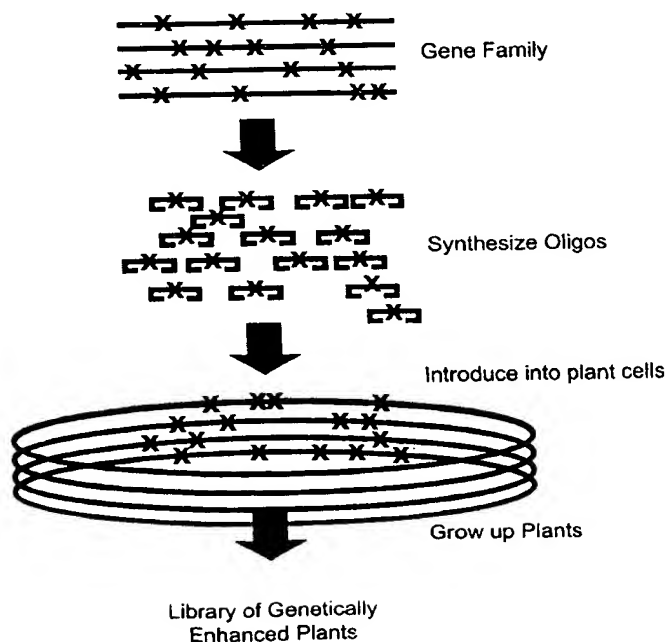 Gene Family
Synthesize Oligos
Introduce into plant cells
Grow up Plants
Library of Genetically
Enhanced Plants